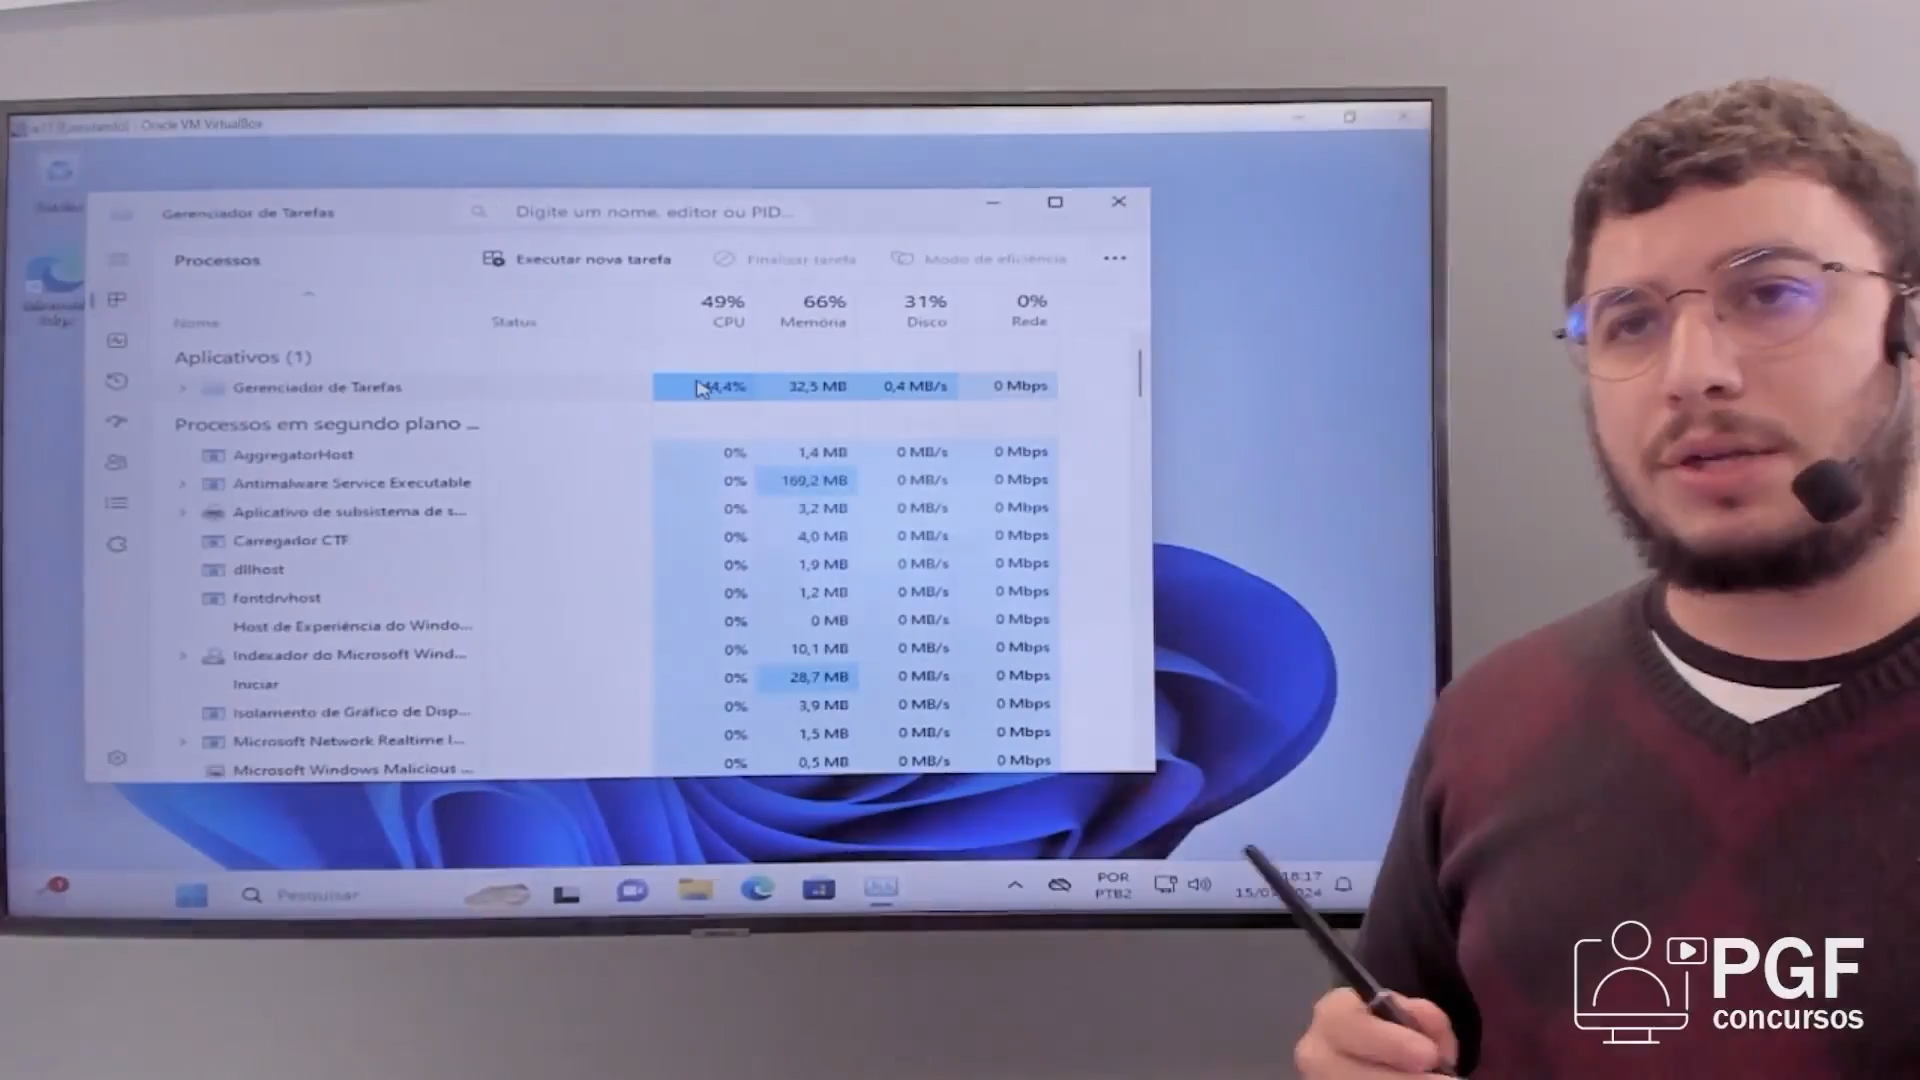 Oracle VM VirtualBox
Gerenciador de Tarefas
Digite um nome, editor ou PID...
Processos
Executar nova tarefa
Finalizar tarefa
Modo de eficiência
49% 66% 31% 0%
Nome Status CPU Memória Disco Rede
Aplicativos (1)
Gerenciador de Tarefas 44,4% 32,5 MB 0,4 MB/s 0 Mbps
Processos em segundo plano ...
AggregatorHost 0% 1,4 MB 0 MB/s 0 Mbps
Antimalware Service Executable 0% 169,2 MB 0 MB/s 0 Mbps
Aplicativo de subsistema de s... 0% 3,2 MB 0 MB/s 0 Mbps
Carregador CTF 0% 4,0 MB 0 MB/s 0 Mbps
dllhost 0% 1,9 MB 0 MB/s 0 Mbps
fontdrvhost 0% 1,2 MB 0 MB/s 0 Mbps
Host de Experiência do Windo... 0% 0 MB 0 MB/s 0 Mbps
Indexador do Microsoft Wind... 0% 10,1 MB 0 MB/s 0 Mbps
Iniciar 0% 28,7 MB 0 MB/s 0 Mbps
Isolamento de Gráfico de Disp... 0% 3,9 MB 0 MB/s 0 Mbps
Microsoft Network Realtime I... 0% 1,5 MB 0 MB/s 0 Mbps
Microsoft Windows Malicious ... 0% 0,5 MB 0 MB/s 0 Mbps
1
Pesquisar
POR
PTB2
18:17
PGF
concursos